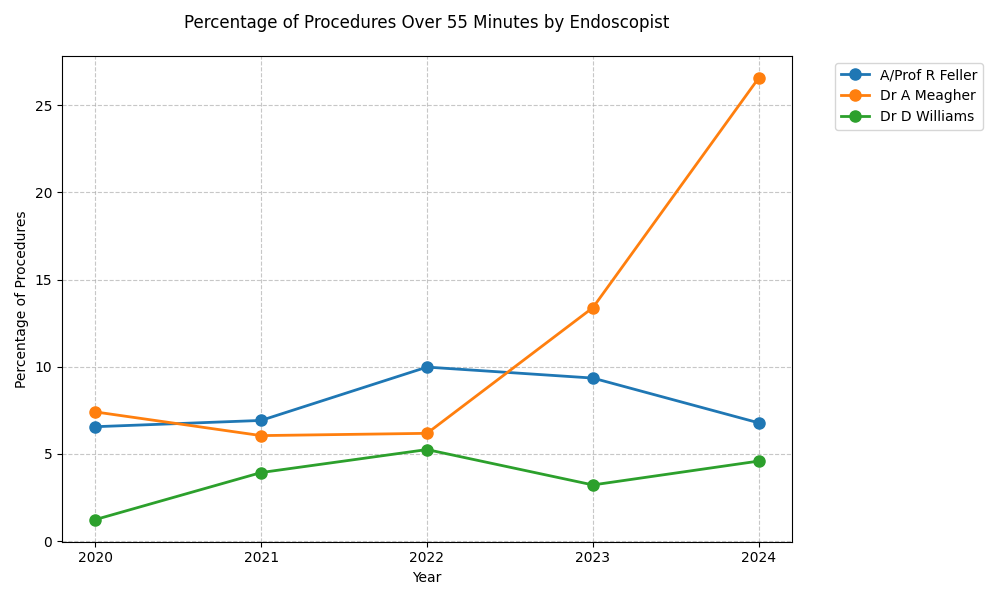 Percentage of Procedures Over 55 Minutes by Endoscopist
A/Prof R Feller
Dr A Meagher
Dr D Williams
Percentage of Procedures
25
20
15
10
5
0
2020 2021 2022 2023 2024
Year